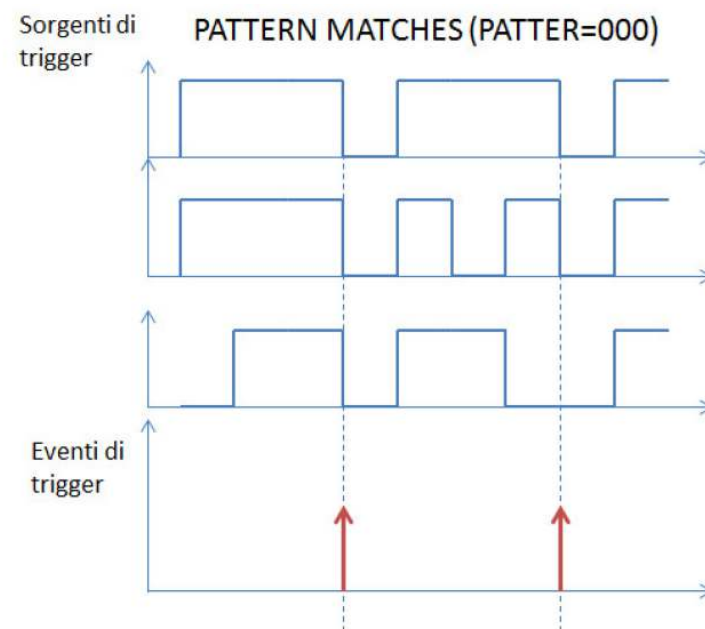 Sorgenti di
trigger
PATTERN MATCHES (PATTER=000)
Eventi di
trigger